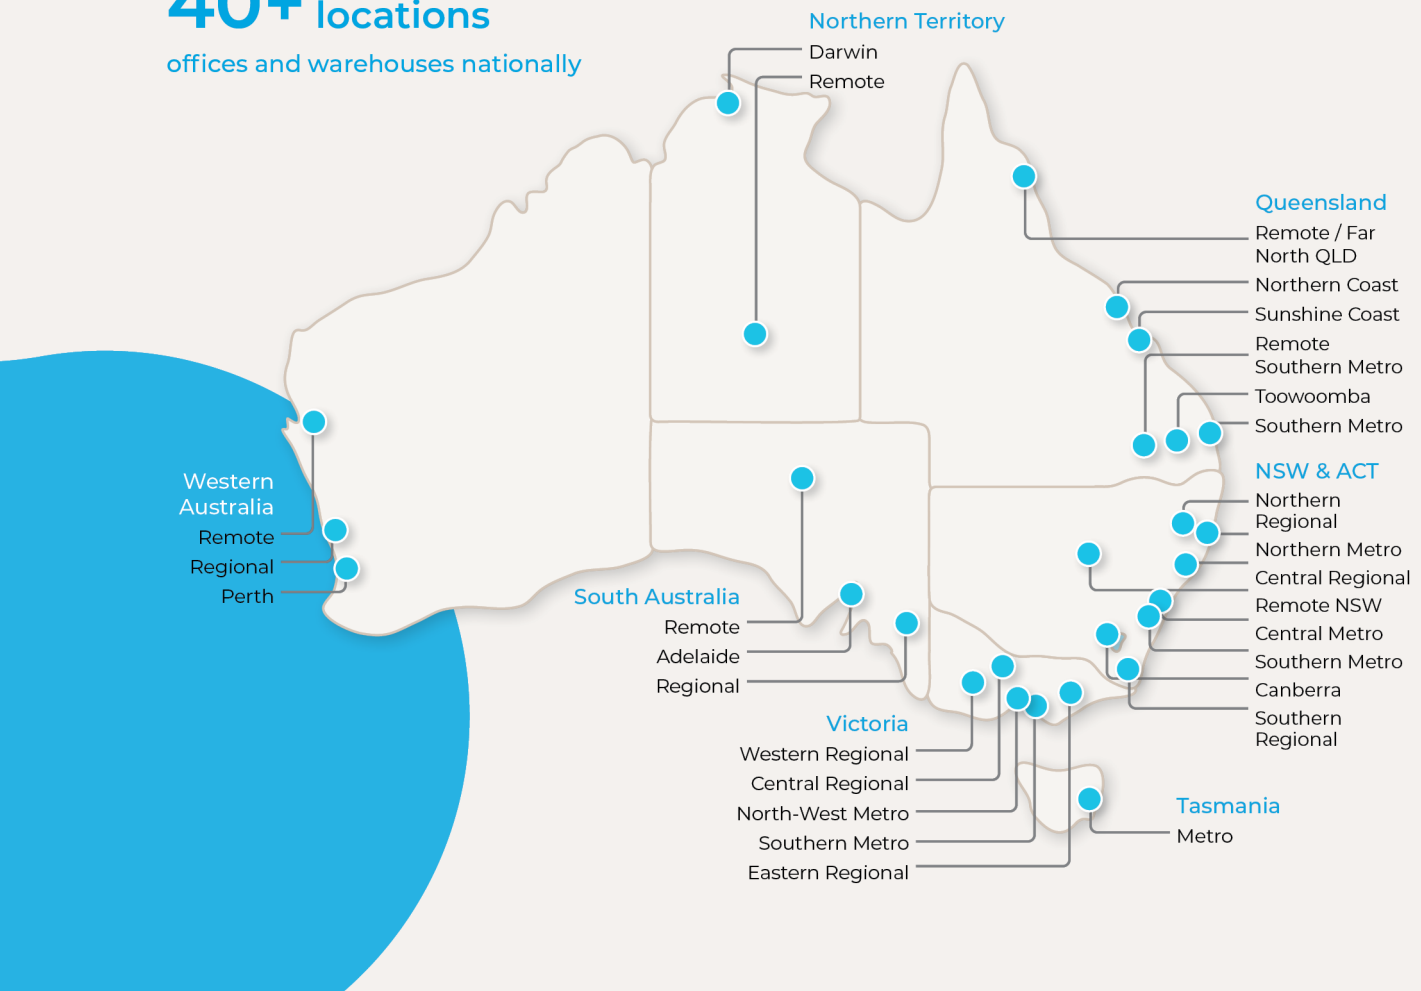 40+ locations
offices and warehouses nationally
Northern Territory
Darwin
Remote
Queensland
Remote / Far
North QLD
Northern Coast
Sunshine Coast
Remote
Southern Metro
Toowoomba
Southern Metro
NSW & ACT
Northern
Regional
Northern Metro
Central Regional
Remote NSW
Central Metro
Southern Metro
Canberra
Southern
Regional
Western
Australia
Remote
Regional
Perth
South Australia
Remote
Adelaide
Regional
Victoria
Western Regional
Central Regional
North-West Metro
Southern Metro
Eastern Regional
Tasmania
Metro